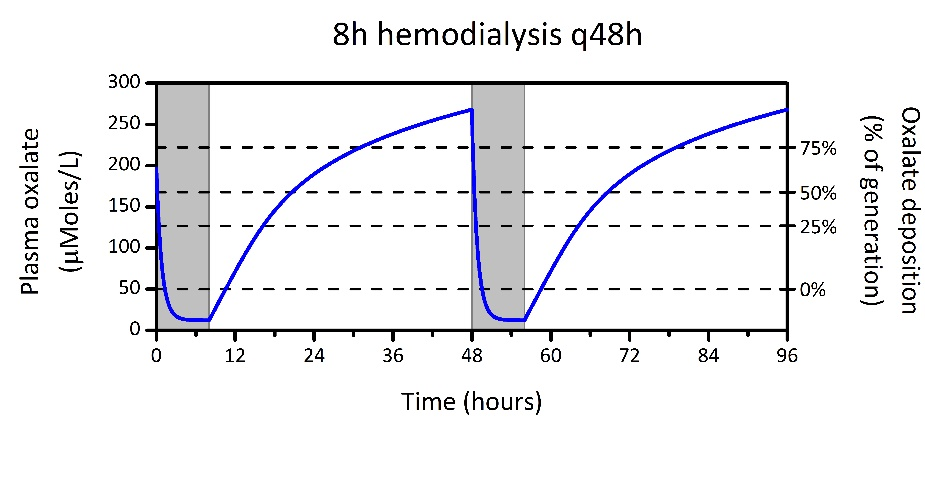 8h hemodialysis q48h
Plasma oxalate
(µMoles/L)
300
250
200
150
100
50
0
75%
50%
25%
0%
Oxalate deposition
(% of generation)
0 12 24 36 48 60 72 84 96
Time (hours)